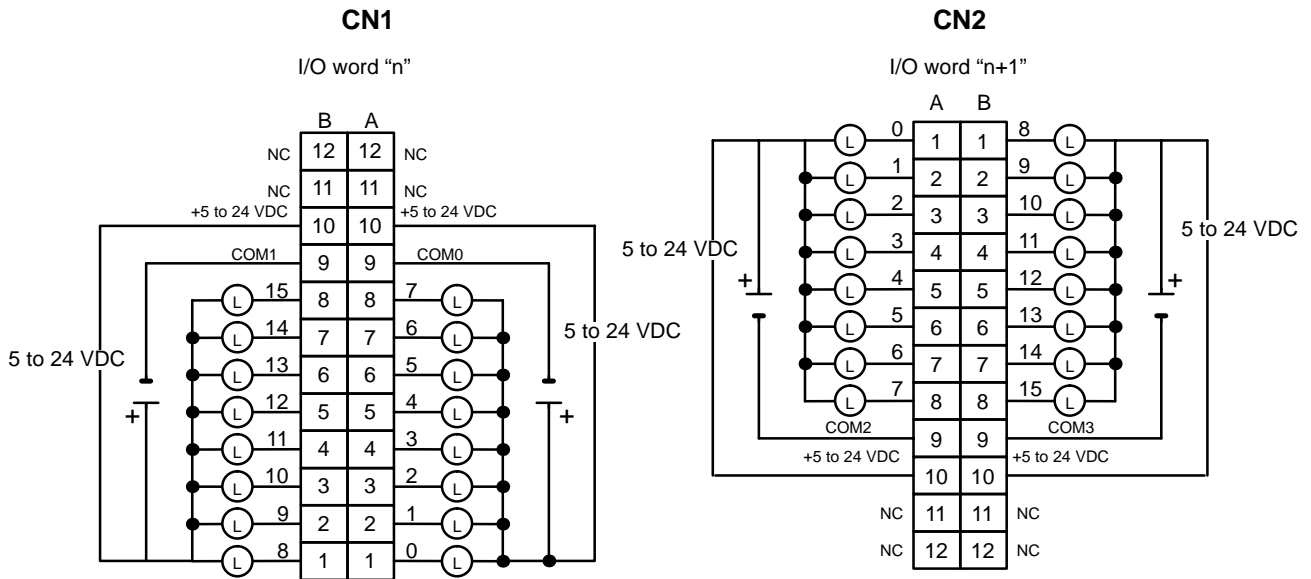 CN1
I/O word “n”
B A
NC 12 12 NC
NC 11 11 NC
+5 to 24 VDC 10 10 +5 to 24 VDC
COM1 9 9 COM0
L 15 8 8 7 L
L 14 7 7 6 L
5 to 24 VDC 5 to 24 VDC
L 13 6 6 5 L
+ L 12 5 5 4 L +
L 11 4 4 3 L
L 10 3 3 2 L
L 9 2 2 1 L
L 8 1 1 0 L
CN2
I/O word “n+1”
A B
L 0 1 1 8 L
L 1 2 2 9 L
L 2 3 3 10 L
5 to 24 VDC 5 to 24 VDC
L 3 4 4 11 L
+ L 4 5 5 12 L +
L 5 6 6 13 L
L 6 7 7 14 L
L 7 8 8 15 L
COM2 9 9 COM3
+5 to 24 VDC 10 10 +5 to 24 VDC
NC 11 11 NC
NC 12 12 NC